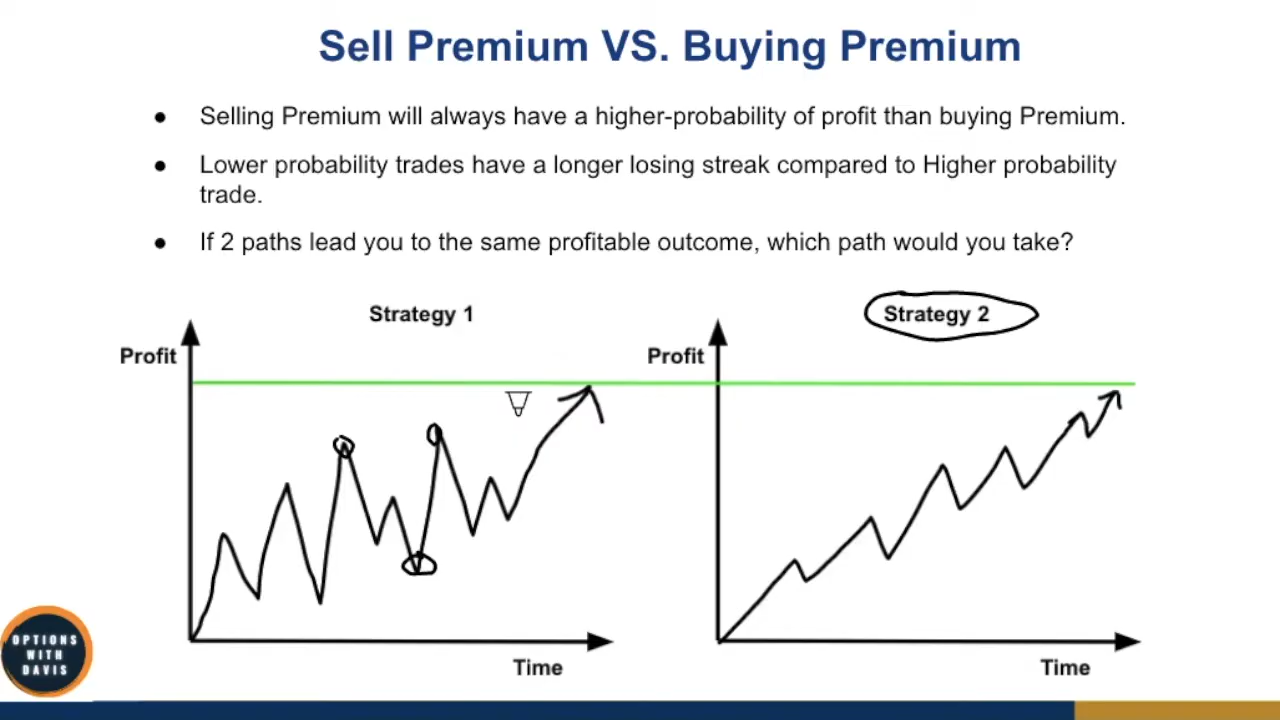 Sell Premium VS. Buying Premium
● Selling Premium will always have a higher-probability of profit than buying Premium.
● Lower probability trades have a longer losing streak compared to Higher probability
trade.
● If 2 paths lead you to the same profitable outcome, which path would you take?
Strategy 1
Profit
Time
Strategy 2
Profit
Time
OPTIONS
WITH
DAVIS